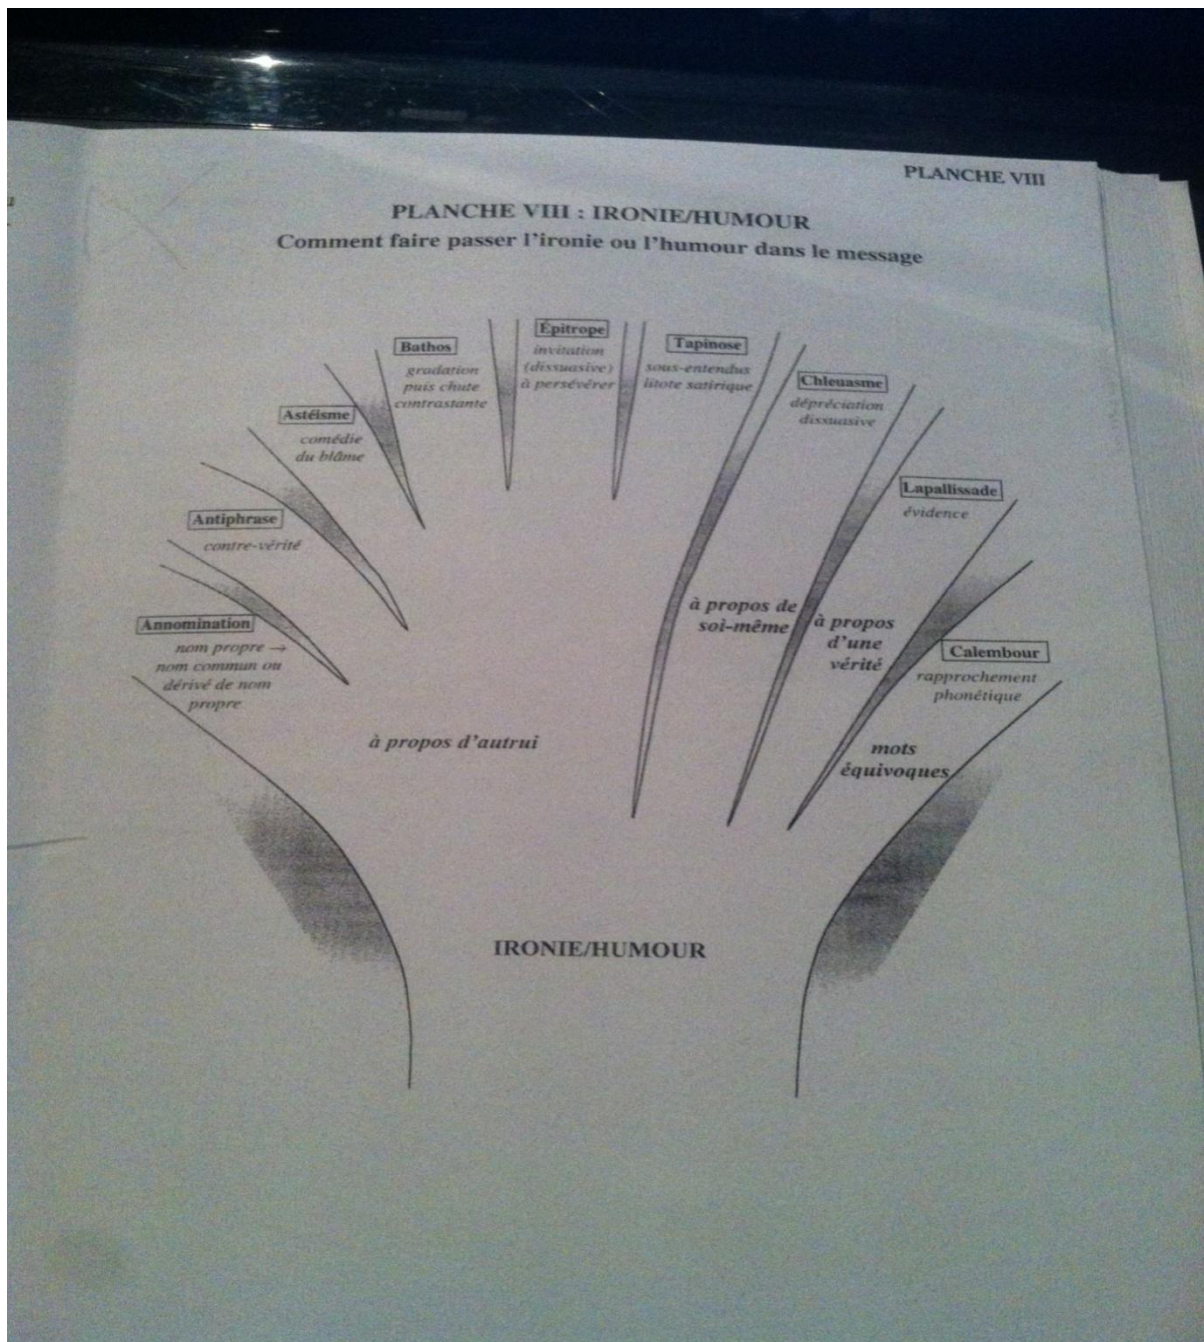 PLANCHE VIII
PLANCHE VIII : IRONIE/HUMOUR
Comment faire passer l'ironie ou l'humour dans le message
Annomination
nom propre →
nom commun ou
dérivé de nom
propre
Antiphrase
contre-vérité
Astéisme
comédie
du blâme
Bathos
gradation
puis chute
contrastante
Épitrope
invitation
(dissuasive)
à persévérer
Tapinose
sous-entendus
litote satirique
Chleuasme
dépréciation
dissuasive
Lapallissade
évidence
Calembour
rapprochement
phonétique
à propos d'autrui
à propos de
soi-même
à propos
d'une
vérité
mots
équivoques
IRONIE/HUMOUR